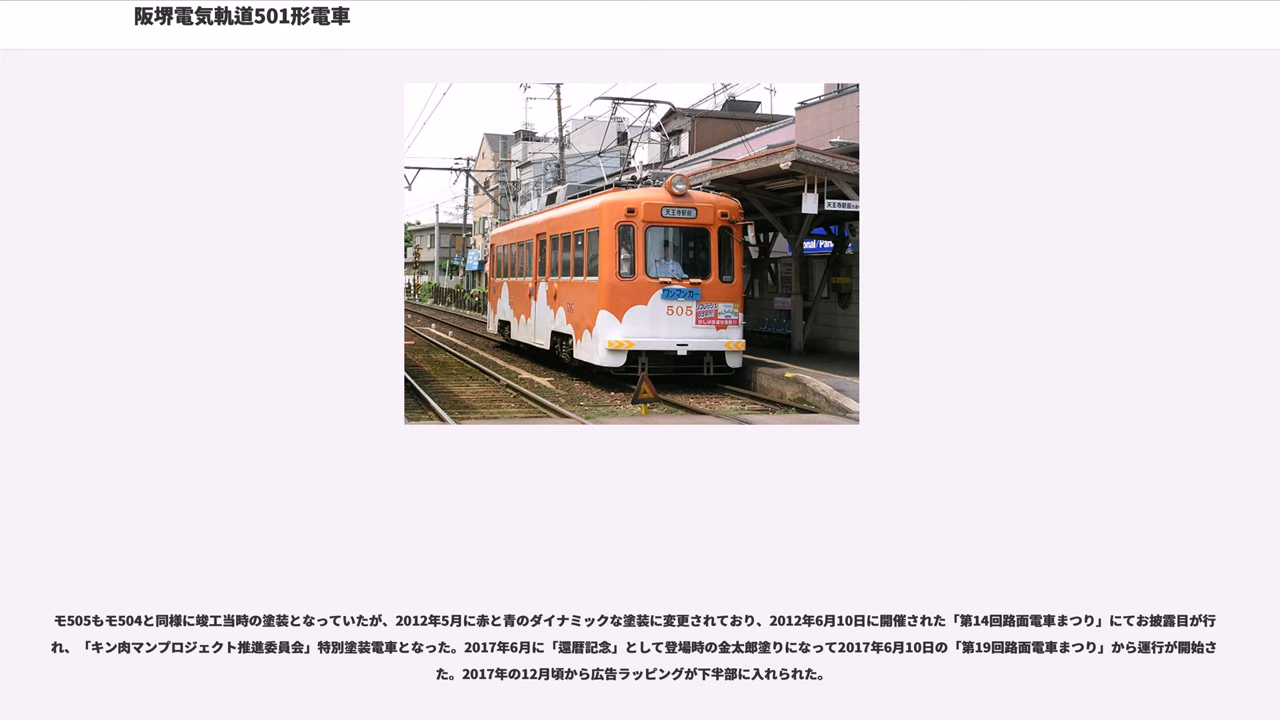 阪堺電気軌道501形電車
天王寺駅前
天王寺駅前
ワンマンカー
505
モ505もモ504と同様に竣工当時の塗装となっていたが、2012年5月に赤と青のダイナミックな塗装に変更されており、2012年6月10日に開催された「第14回路面電車まつり」にてお披露目が行
れ、「キン肉マンプロジェクト推進委員会」特別塗装電車となった。2017年6月に「還暦記念」として登場時の金太郎塗りになって2017年6月10日の「第19回路面電車まつり」から運行が開始さ
た。2017年の12月頃から広告ラッピングが下半部に入れられた。